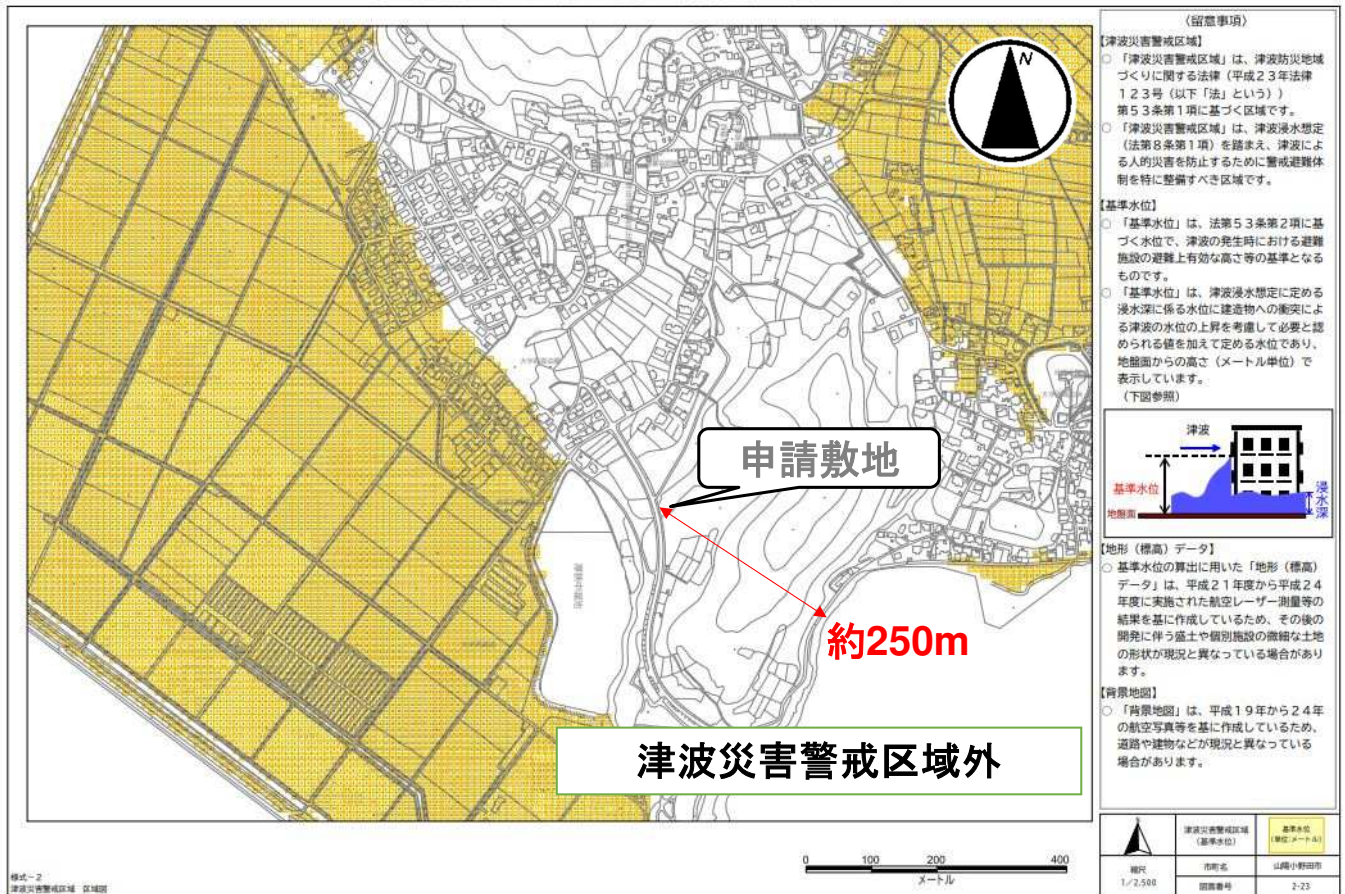 N
申請敷地
約250m
津波災害警戒区域外
0 100 200 400
メートル
様式-2
津波災害警戒区域 区域図
〈留意事項〉
【津波災害警戒区域】
○ 「津波災害警戒区域」は、津波防災地域
づくりに関する法律（平成23年法律
123号（以下「法」という））
第53条第1項に基づく区域です。
○ 「津波災害警戒区域」は、津波浸水想定
（法第8条第1項）を踏まえ、津波によ
る人的災害を防止するために警戒避難体
制を特に整備すべき区域です。
【基準水位】
○ 「基準水位」は、法第53条第2項に基
づく水位で、津波の発生時における避難
施設の避難上有効な高さ等の基準となる
ものです。
○ 「基準水位」は、津波浸水想定に定める
浸水深に係る水位に建造物への衝突によ
る津波の水位の上昇を考慮して必要と認
められる値を加えて定める水位であり、
地盤面からの高さ（メートル単位）で
表示しています。
（下図参照）
津波
基準水位
地盤面
浸水深
【地形（標高）データ】
○ 基準水位の算出に用いた「地形（標高）
データ」は、平成21年度から平成24
年度に実施された航空レーザー測量等の
結果を基に作成しているため、その後の
開発に伴う盛土や個別施設の微細な土地
の形状が現況と異なっている場合があり
ます。
【背景地図】
○ 「背景地図」は、平成19年から24年
の航空写真等を基に作成しているため、
道路や建物などが現況と異なっている
場合があります。
津波災害警戒区域
（基準水位）
基準水位
（単位:メートル）
縮尺
1／2,500
市町名
山陽小野田市
図面番号
2-23